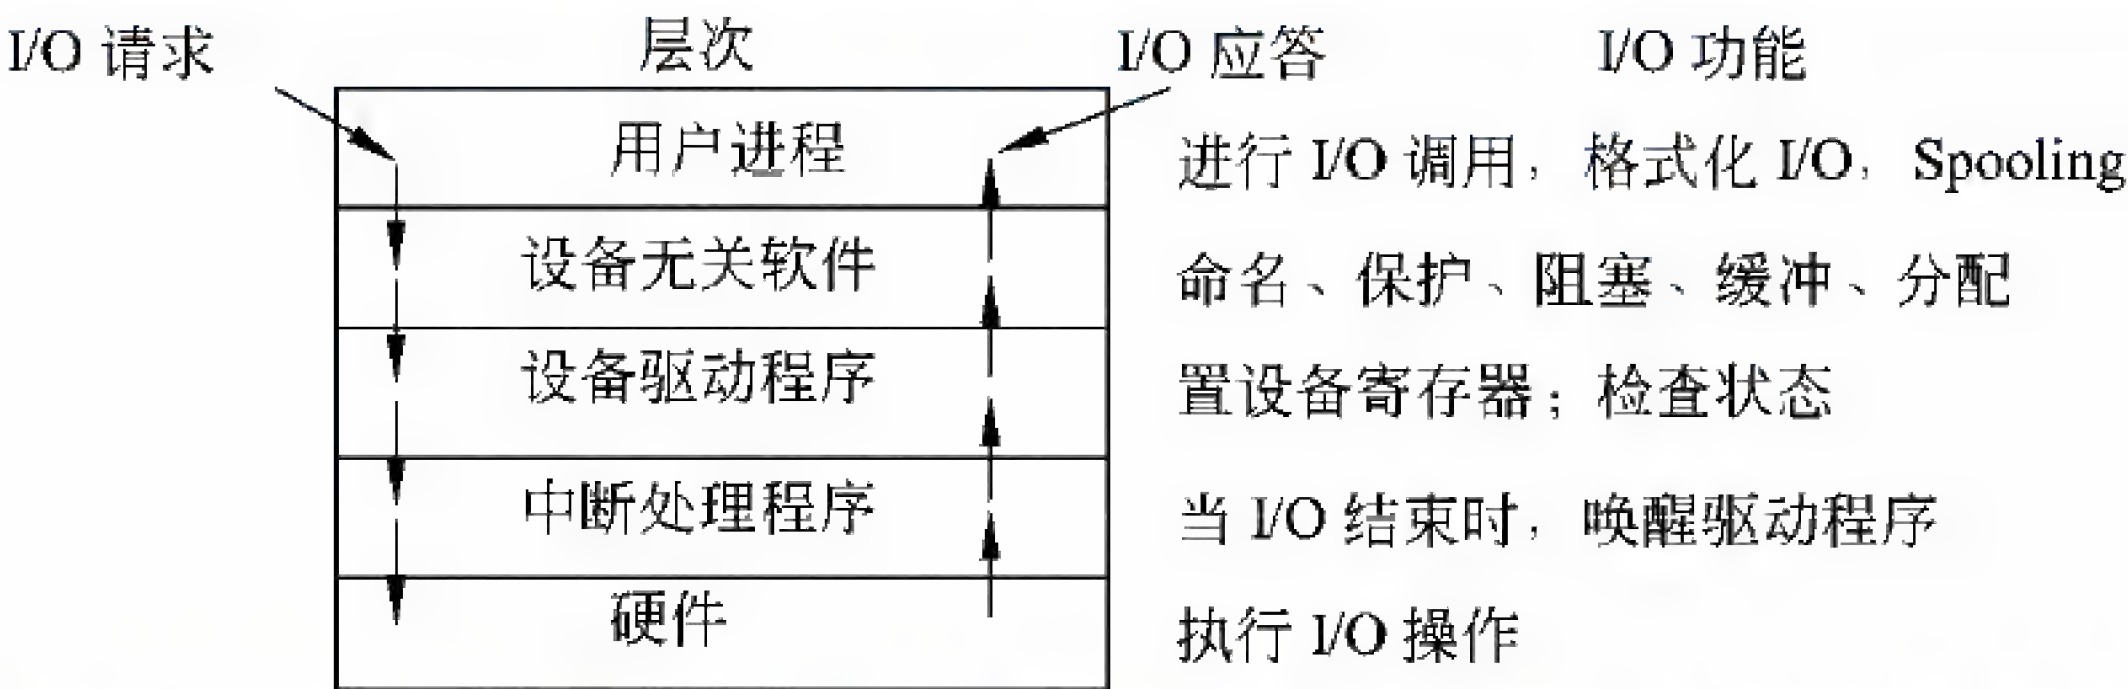 I/O 请求 层次 I/O 应答 I/O 功能
用户进程 进行 I/O 调用，格式化 I/O，Spooling
设备无关软件 命名、保护、阻塞、缓冲、分配
设备驱动程序 置设备寄存器；检查状态
中断处理程序 当 I/O 结束时，唤醒驱动程序
硬件 执行 I/O 操作